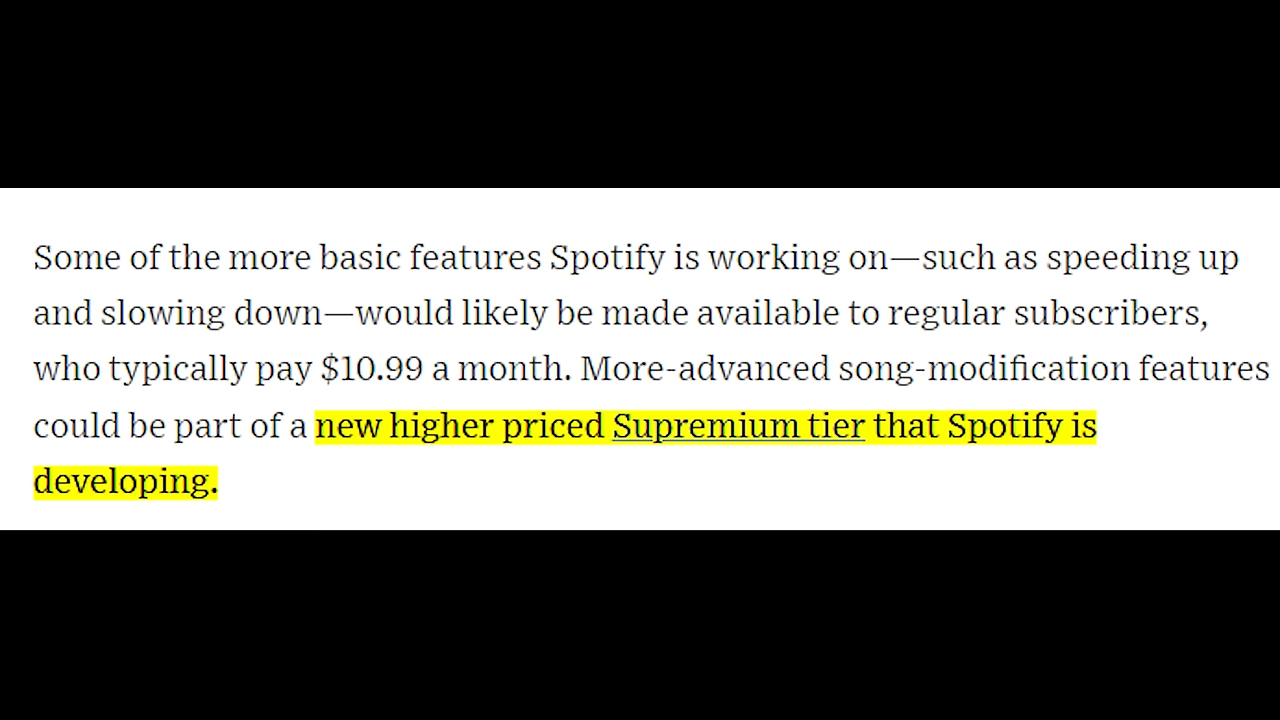 Some of the more basic features Spotify is working on—such as speeding up
and slowing down—would likely be made available to regular subscribers,
who typically pay $10.99 a month. More-advanced song-modification features
could be part of a new higher priced Supremium tier that Spotify is
developing.